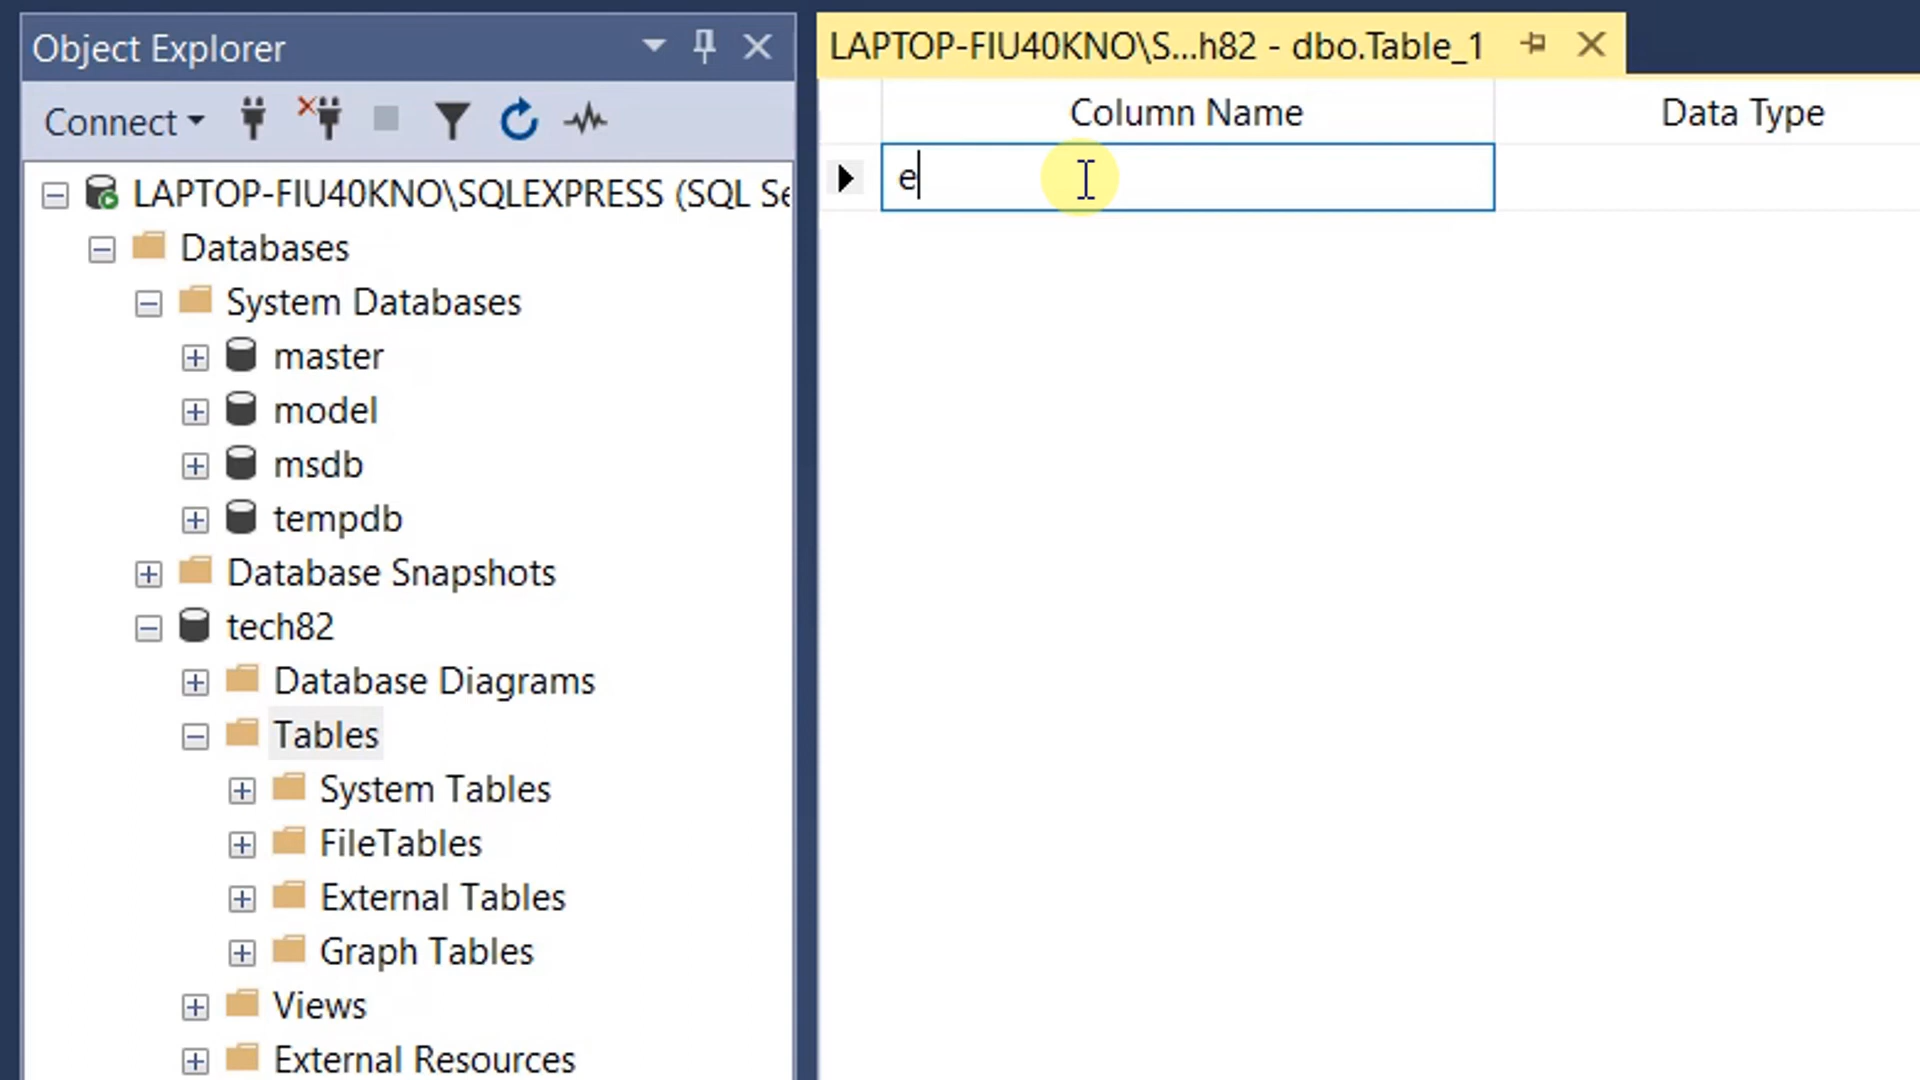 Object Explorer
Connect
LAPTOP-FIU40KNO\SQLEXPRESS (SQL Se
Databases
System Databases
master
model
msdb
tempdb
Database Snapshots
tech82
Database Diagrams
Tables
System Tables
FileTables
External Tables
Graph Tables
Views
External Resources
LAPTOP-FIU40KNO\S...h82 - dbo.Table_1
Column Name Data Type
e